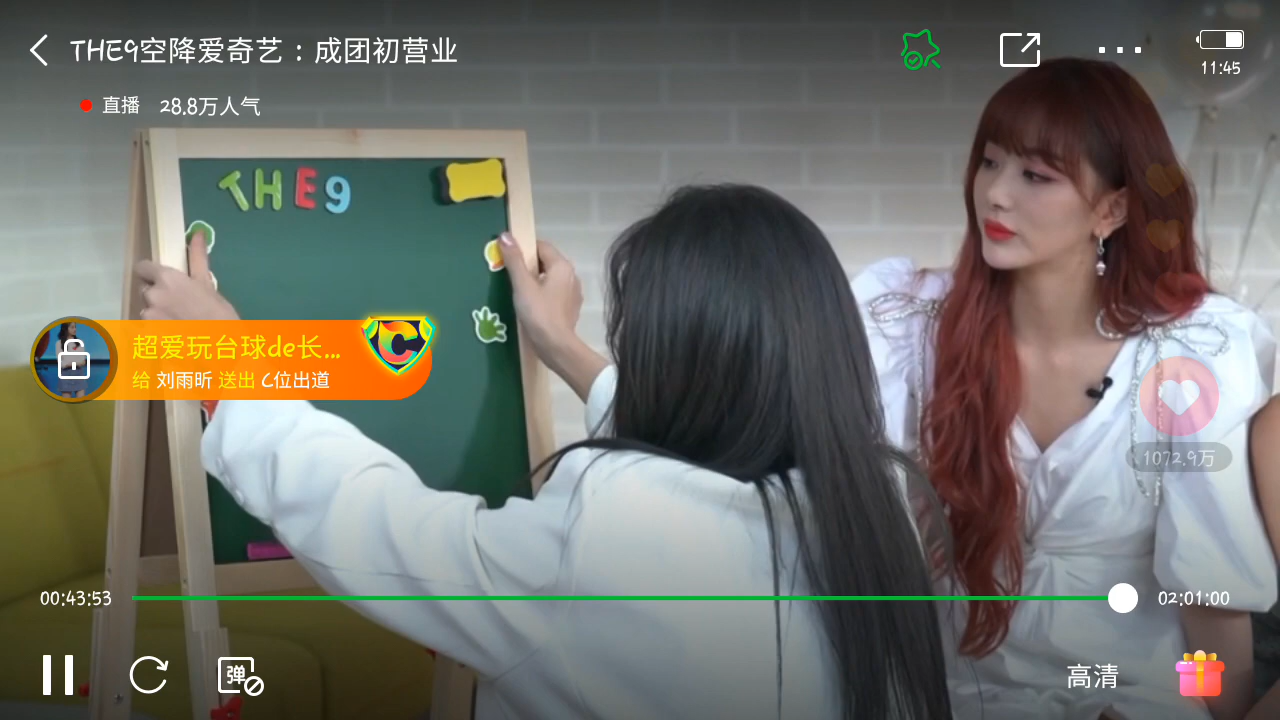 THE9空降爱奇艺：成团初营业
11:45
直播 28.8万人气
THE9
超爱玩台球de长...
C
给 刘雨昕 送出 C位出道
1072.9万
00:43:53
02:01:00
弹
高清